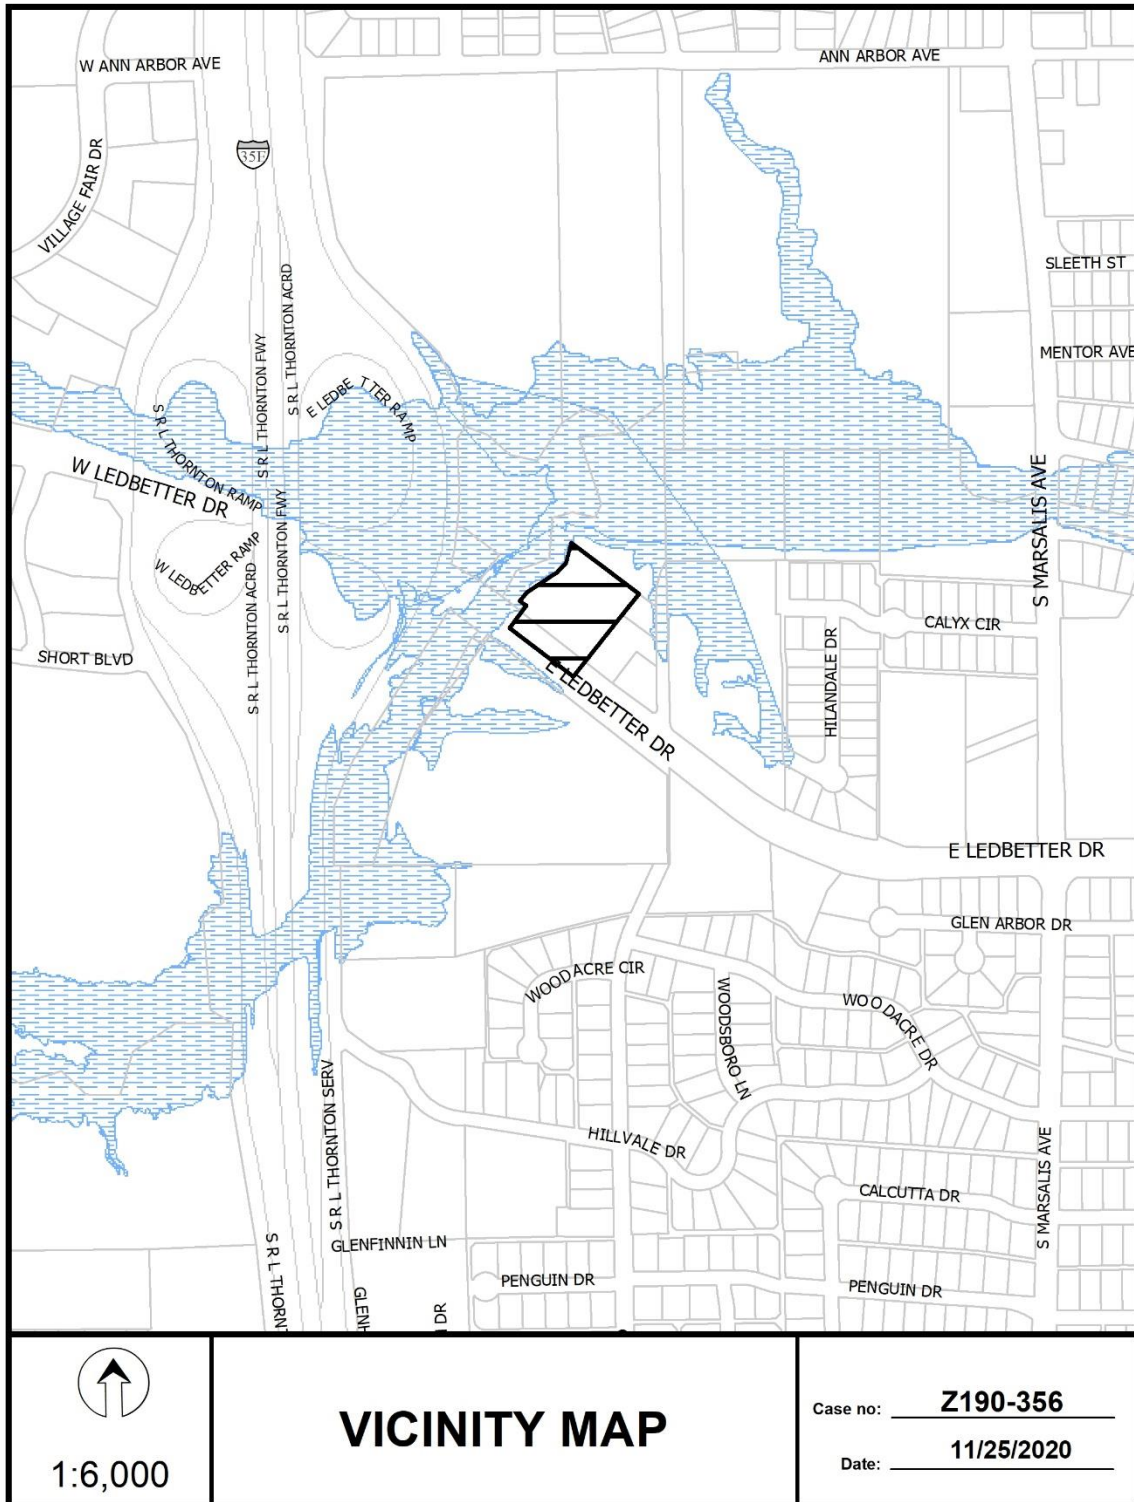 W ANN ARBOR AVE
ANN ARBOR AVE
35E
VILLAGE FAIR DR
SLEETH ST
S R L THORNTON ACRD
S R L THORNTON FWY
MENTOR AVE
E LEDBETTER RAMP
S R L THORNTON RAMP
W LEDBETTER DR
S R L THORNTON FWY
S MARSALIS AVE
W LEDBETTER RAMP
S R L THORNTON ACRD
CALYX CIR
HILANDALE DR
SHORT BLVD
E LEDBETTER DR
E LEDBETTER DR
GLEN ARBOR DR
WOODACRE CIR
WOODSBORO LN
WOODACRE DR
S R L THORNTON SERV
HILLVALE DR
S MARSALIS AVE
CALCUTTA DR
GLENFINNIN LN
S R L THORN
PENGUIN DR
PENGUIN DR
GLENH
DR
1:6,000
VICINITY MAP
Case no: Z190-356
Date: 11/25/2020